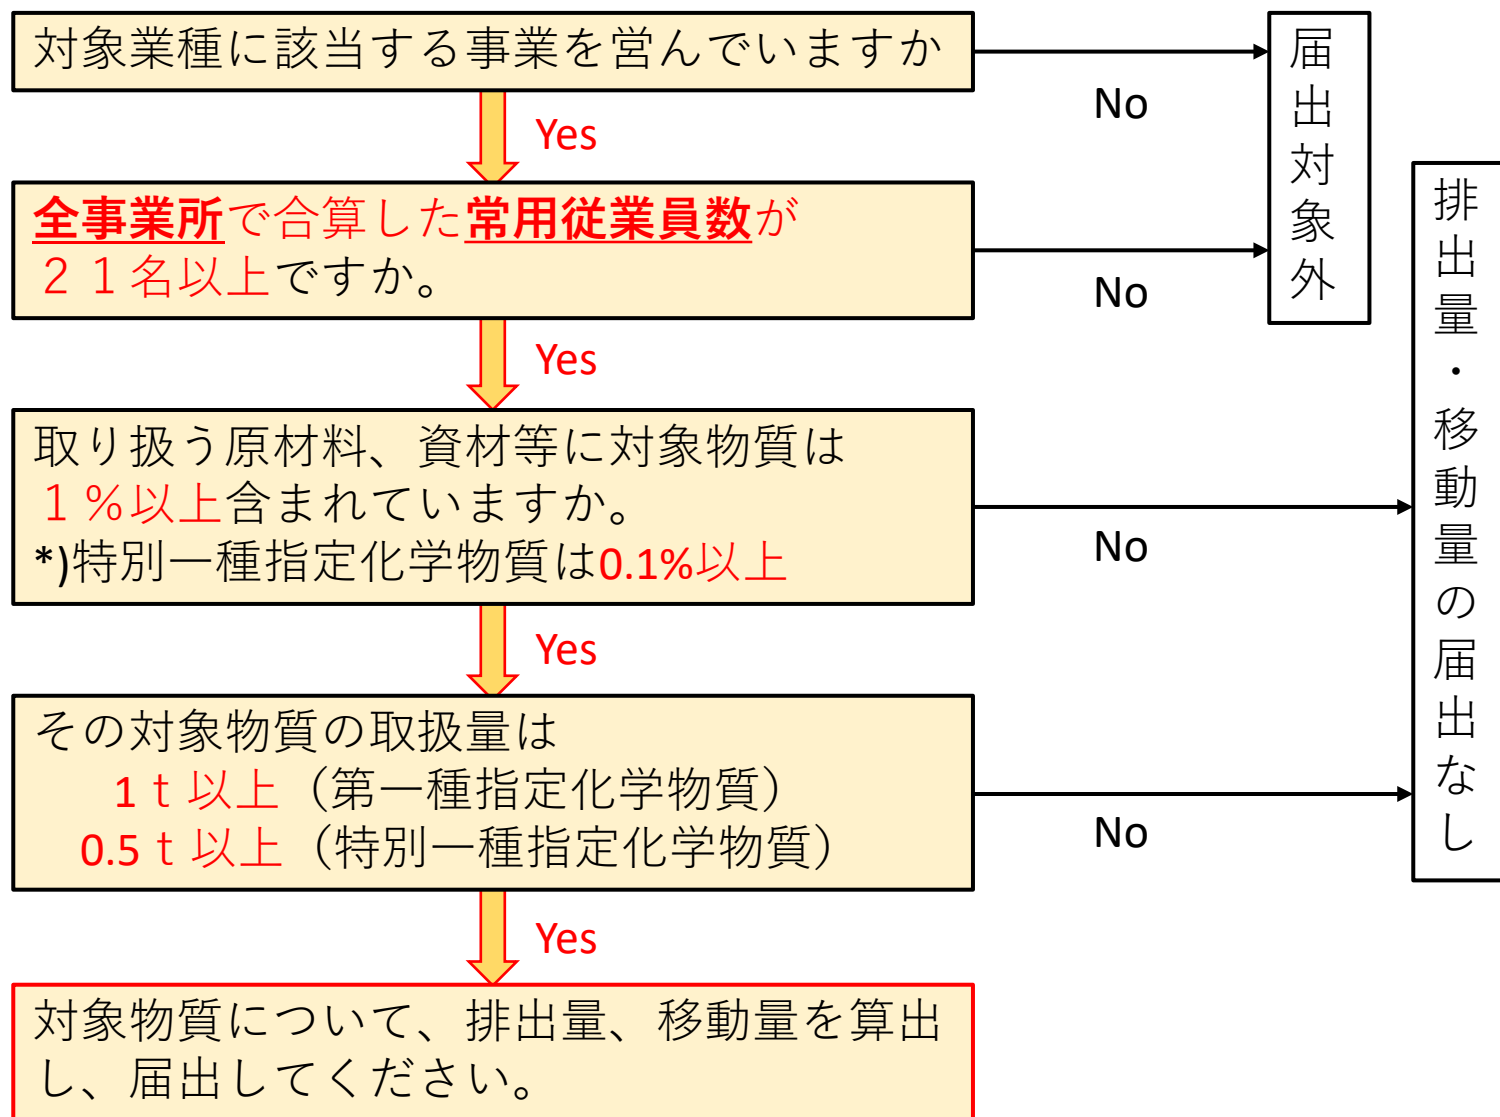 対象業種に該当する事業を営んでいますか
No
届出対象外
Yes
全事業所で合算した常用従業員数が
２１名以上ですか。
No
Yes
取り扱う原材料、資材等に対象物質は
１％以上含まれていますか。
*)特別一種指定化学物質は0.1%以上
No
排出量・移動量の届出なし
Yes
その対象物質の取扱量は
1ｔ以上（第一種指定化学物質）
0.5ｔ以上（特別一種指定化学物質）
No
Yes
対象物質について、排出量、移動量を算出
し、届出してください。